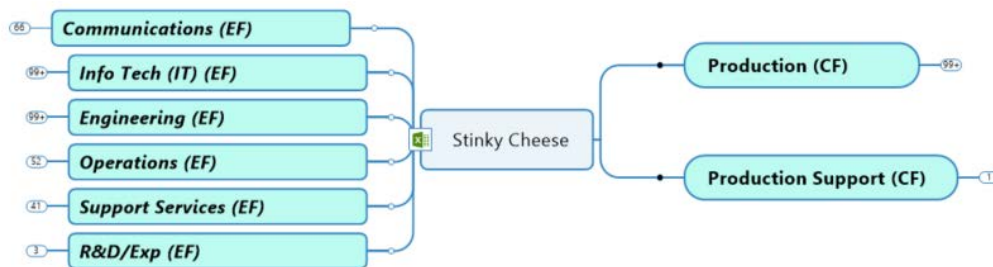 66
Communications (EF)
99+
Info Tech (IT) (EF)
99+
Engineering (EF)
52
Operations (EF)
41
Support Services (EF)
3
R&D/Exp (EF)
Stinky Cheese
Production (CF)
99+
Production Support (CF)